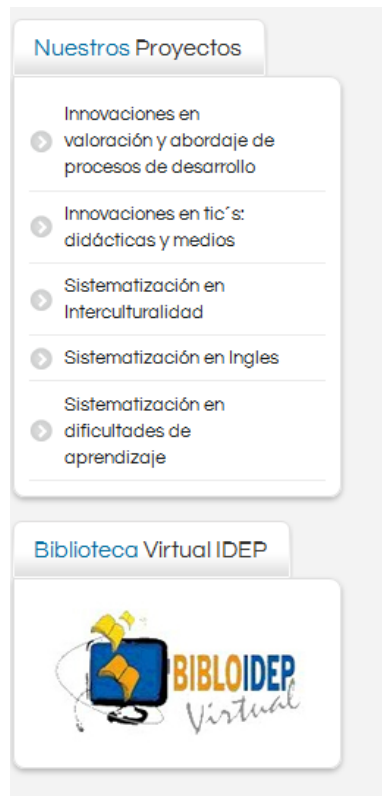 Nuestros Proyectos
Innovaciones en
valoración y abordaje de
procesos de desarrollo
Innovaciones en tic´s:
didácticas y medios
Sistematización en
Interculturalidad
Sistematización en Ingles
Sistematización en
dificultades de
aprendizaje
Biblioteca Virtual IDEP
BIBLOIDEP
Virtual